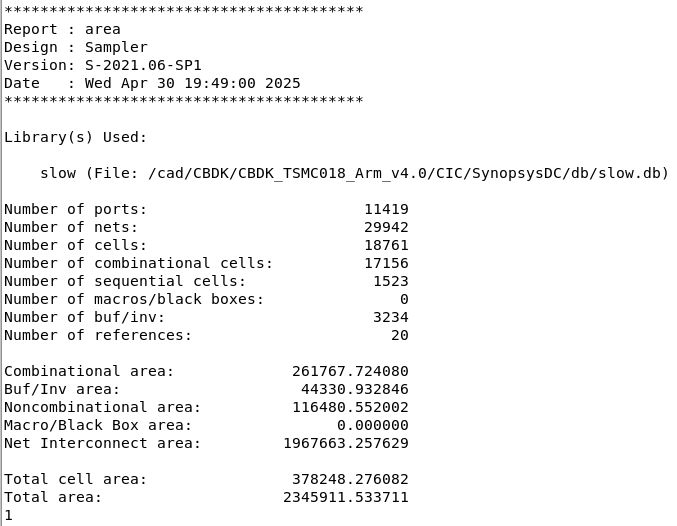 ****************************************
Report : area
Design : Sampler
Version: S-2021.06-SP1
Date   : Wed Apr 30 19:49:00 2025
****************************************

Library(s) Used:

    slow (File: /cad/CBDK/CBDK_TSMC018_Arm_v4.0/CIC/SynopsysDC/db/slow.db)

Number of ports:                        11419
Number of nets:                         29942
Number of cells:                        18761
Number of combinational cells:          17156
Number of sequential cells:              1523
Number of macros/black boxes:               0
Number of buf/inv:                       3234
Number of references:                      20

Combinational area:             261767.724080
Buf/Inv area:                    44330.932846
Noncombinational area:          116480.552002
Macro/Black Box area:                0.000000
Net Interconnect area:         1967663.257629

Total cell area:                378248.276082
Total area:                    2345911.533711
1